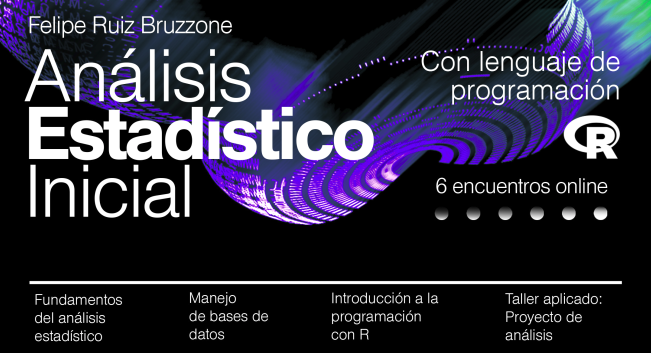 Felipe Ruiz Bruzzone
Análisis
Estadístico
Inicial
Con lenguaje de
programación
R
6 encuentros online
Fundamentos
del análisis
estadístico
Manejo
de bases de
datos
Introducción a la
programación
con R
Taller aplicado:
Proyecto de
análisis